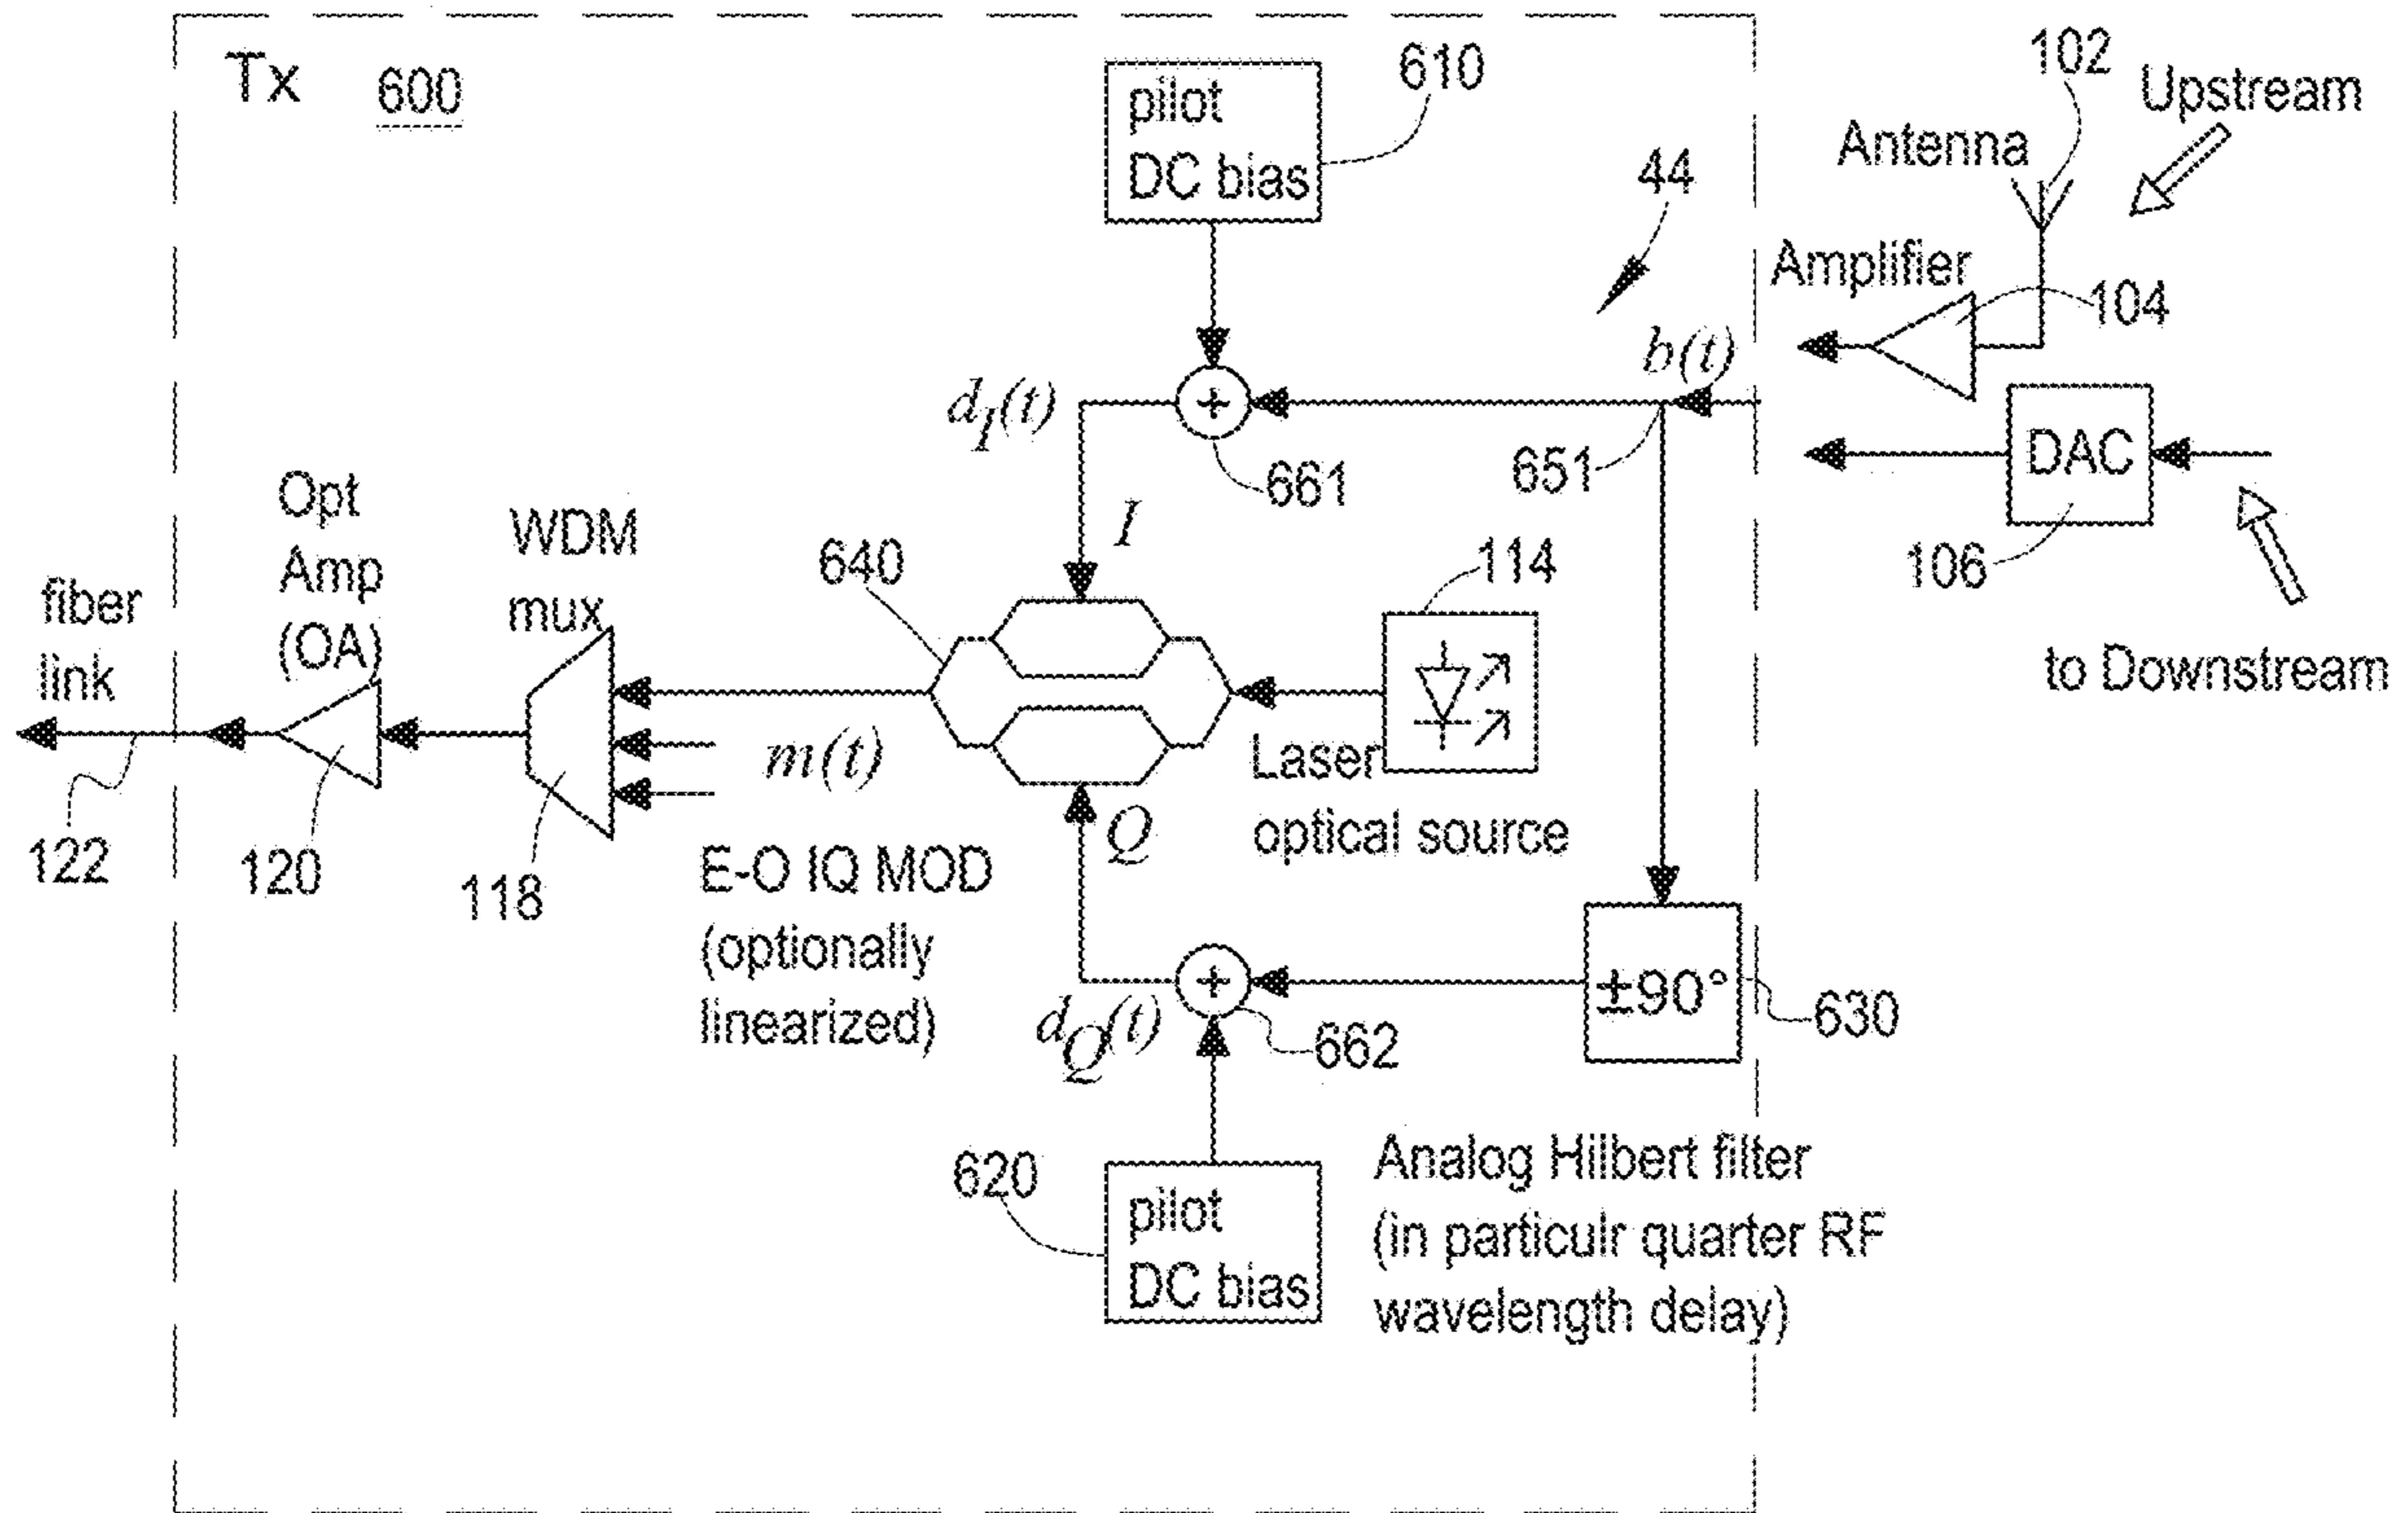 Tx 600
pilot
DC bias
610
44
102
Upstream
Antenna
Amplifier
104
b(t)
d_I(t)
661
651
DAC
106
to Downstream
Opt
Amp
(OA)
WDM
mux
640
I
114
fiber
link
m(t)
Laser
optical source
Q
122
120
118
E-O IQ MOD
(optionally
linearized)
d_Q(t)
662
±90°
630
620
pilot
DC bias
Analog Hilbert filter
(in particulr quarter RF
wavelength delay)